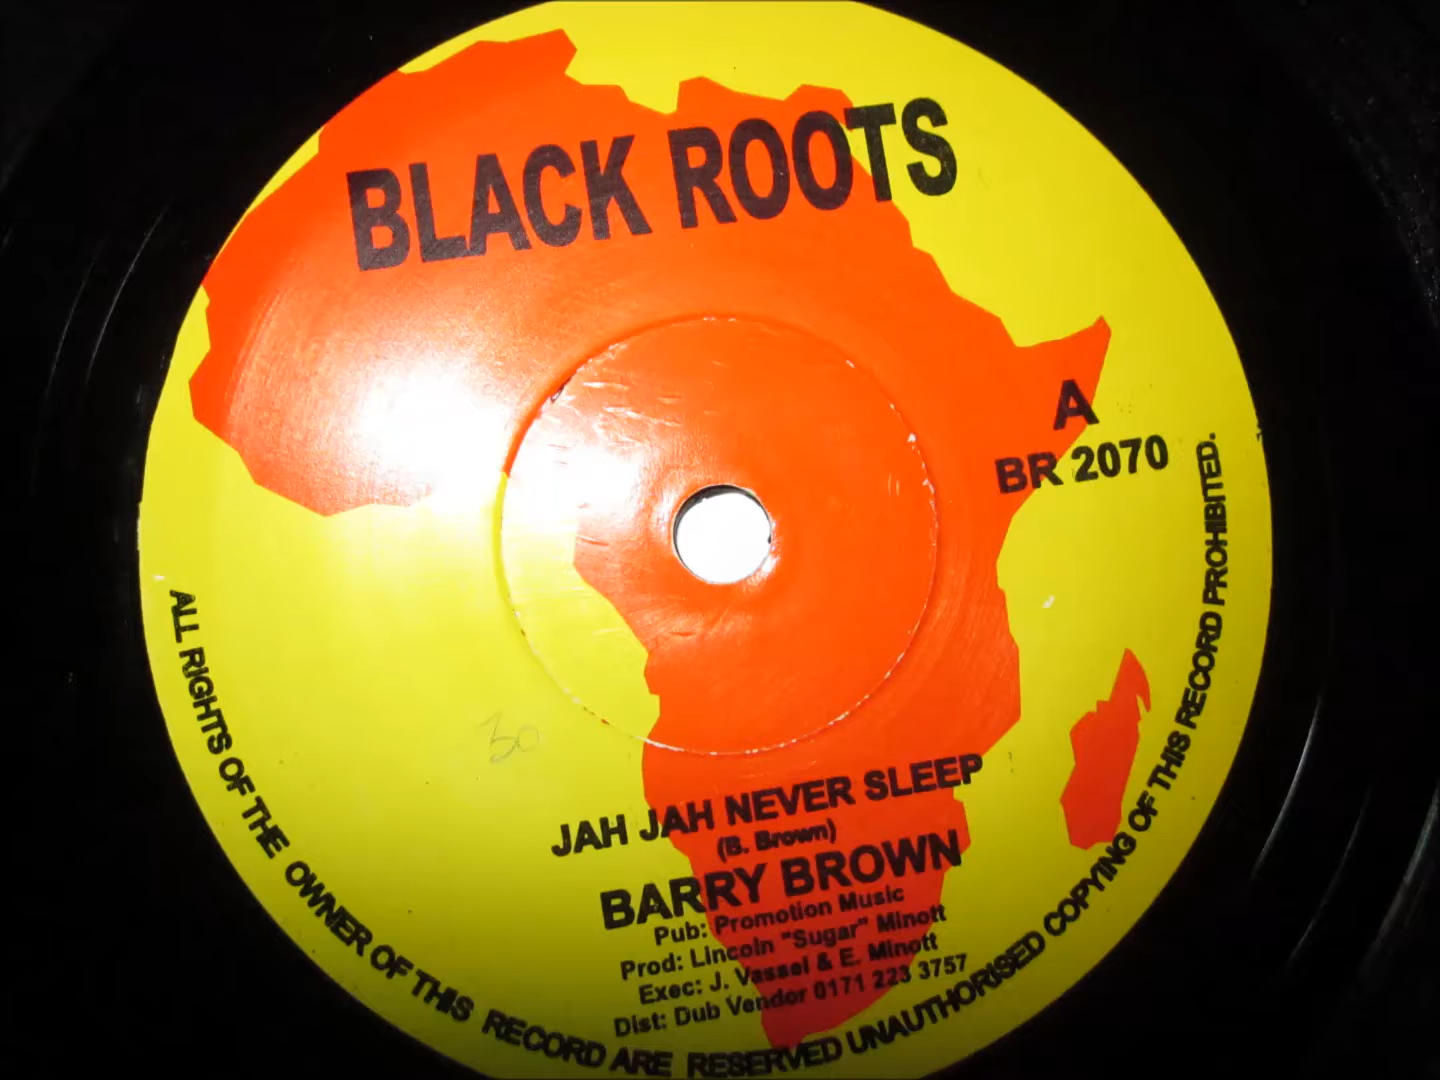 BLACK ROOTS
A
BR 2070
30
JAH JAH NEVER SLEEP
(B. Brown)
BARRY BROWN
Pub: Promotion Music
Prod: Lincoln "Sugar" Minott
Exec: J. Vassel & E. Minott
Dist: Dub Vendor 0171 223 3757
ALL RIGHTS OF THE OWNER OF THIS RECORD ARE RESERVED UNAUTHORISED COPYING OF THIS RECORD PROHIBITED.